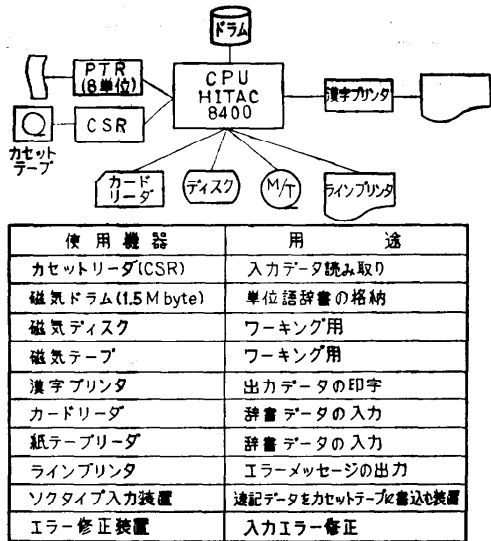 ドラム
PTR
(8単位)
CPU
HITAC
8400
漢字プリンタ
CSR
カセット
テープ
カード
リーダ
ディスク
M/T
ラインプリンタ
使用機器 用途
カセットリーダ(CSR) 入力データ読み取り
磁気ドラム(1.5Mbyte) 単位語辞書の格納
磁気ディスク ワーキング用
磁気テープ ワーキング用
漢字プリンタ 出力データの印字
カードリーダ 辞書データの入力
紙テープリーダ 辞書データの入力
ラインプリンタ エラーメッセージの出力
ソクタイプ入力装置 速記データをカセットテープに書込む装置
エラー修正装置 入力エラー修正